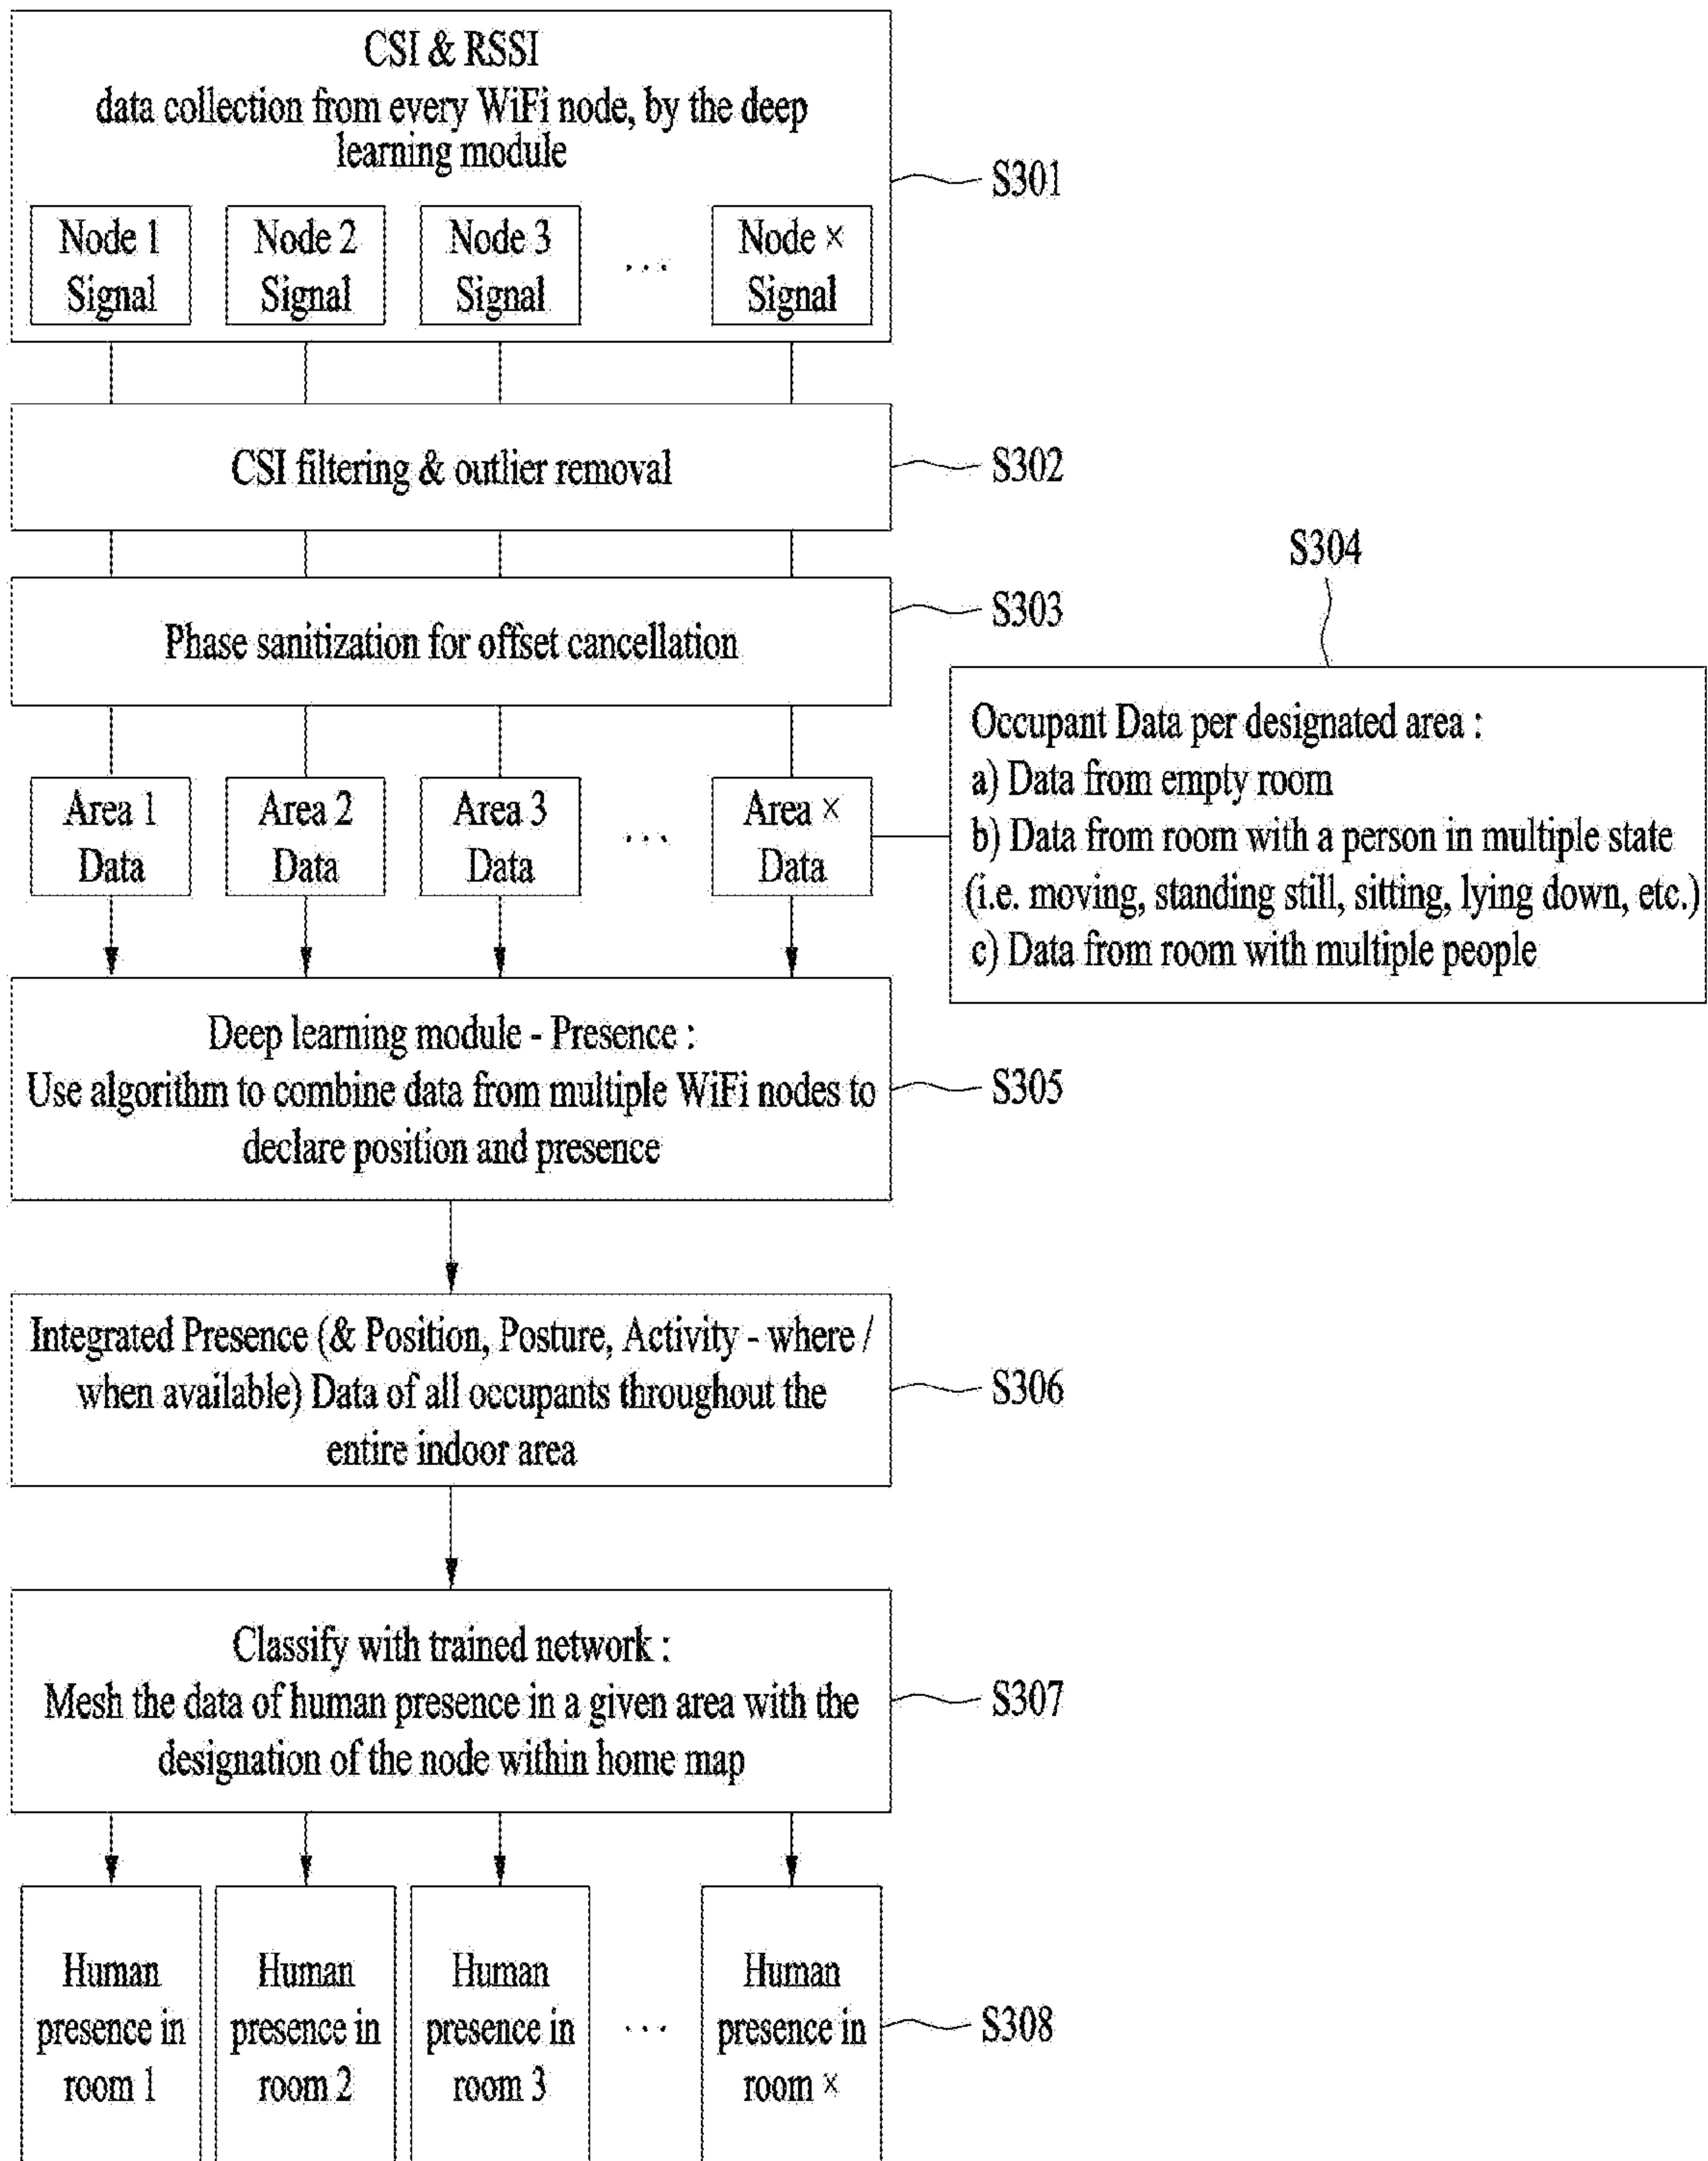 CSI & RSSI
data collection from every WiFi node, by the deep
learning module
S301
Node 1
Signal
Node 2
Signal
Node 3
Signal
...
Node ×
Signal
CSI filtering & outlier removal
S302
Phase sanitization for offset cancellation
S303
S304
Occupant Data per designated area :
a) Data from empty room
b) Data from room with a person in multiple state
(i.e. moving, standing still, sitting, lying down, etc.)
c) Data from room with multiple people
Area 1
Data
Area 2
Data
Area 3
Data
...
Area ×
Data
Deep learning module - Presence :
Use algorithm to combine data from multiple WiFi nodes to
declare position and presence
S305
Integrated Presence (& Position, Posture, Activity - where /
when available) Data of all occupants throughout the
entire indoor area
S306
Classify with trained network :
Mesh the data of human presence in a given area with the
designation of the node within home map
S307
Human
presence in
room 1
Human
presence in
room 2
Human
presence in
room 3
...
Human
presence in
room ×
S308